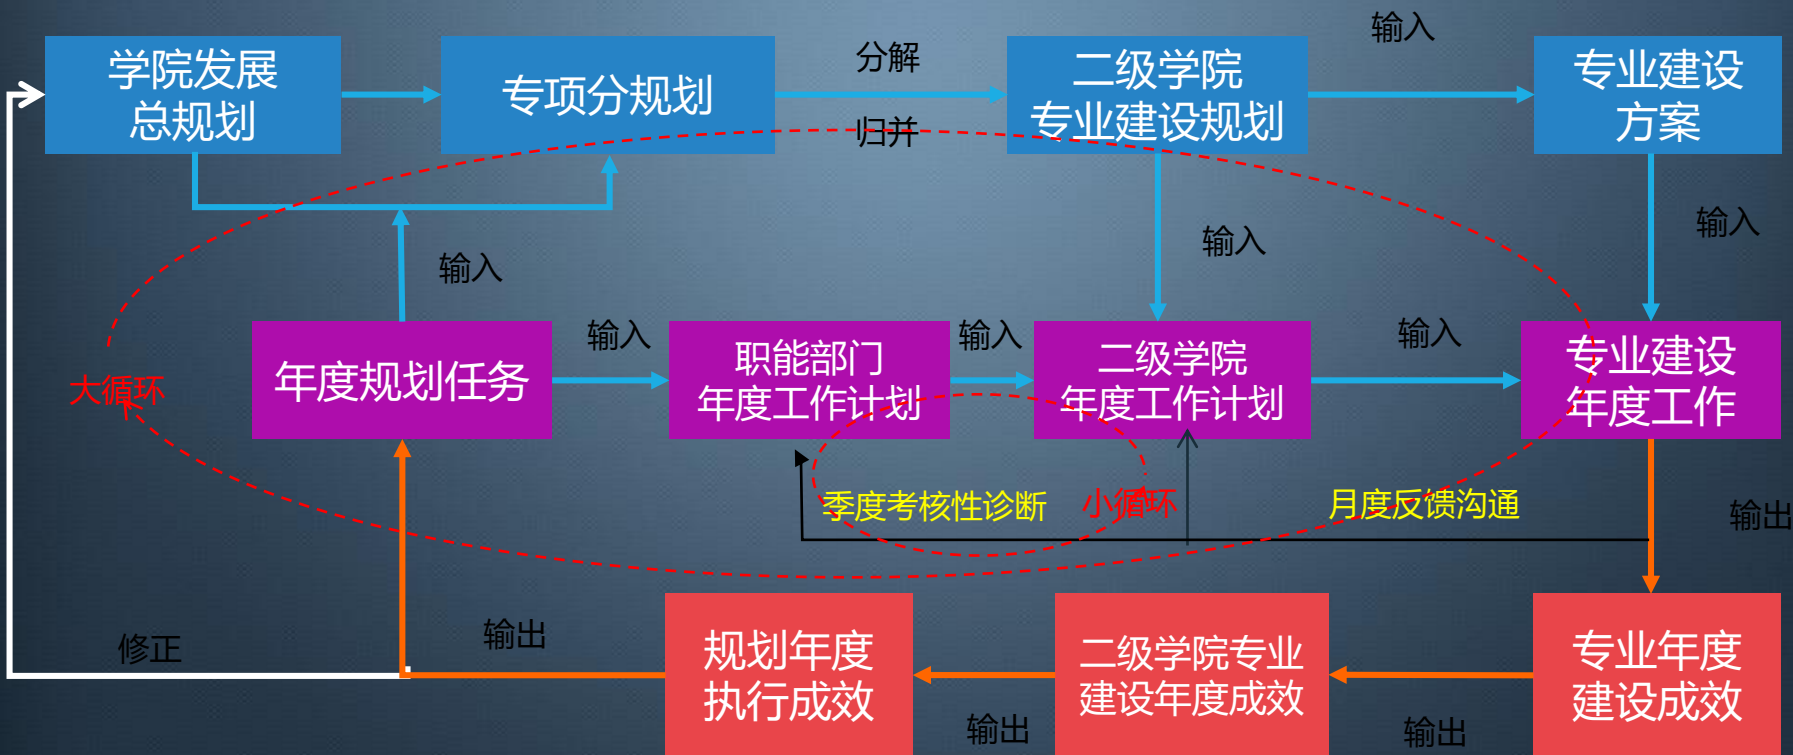 输入
学院发展
总规划
专项分规划
分解
归并
二级学院
专业建设规划
专业建设
方案
输入
输入
输入
年度规划任务
输入
职能部门
年度工作计划
输入
二级学院
年度工作计划
输入
专业建设
年度工作
大循环
季度考核性诊断
小循环
月度反馈沟通
输出
修正
输出
规划年度
执行成效
输出
二级学院专业
建设年度成效
输出
专业年度
建设成效